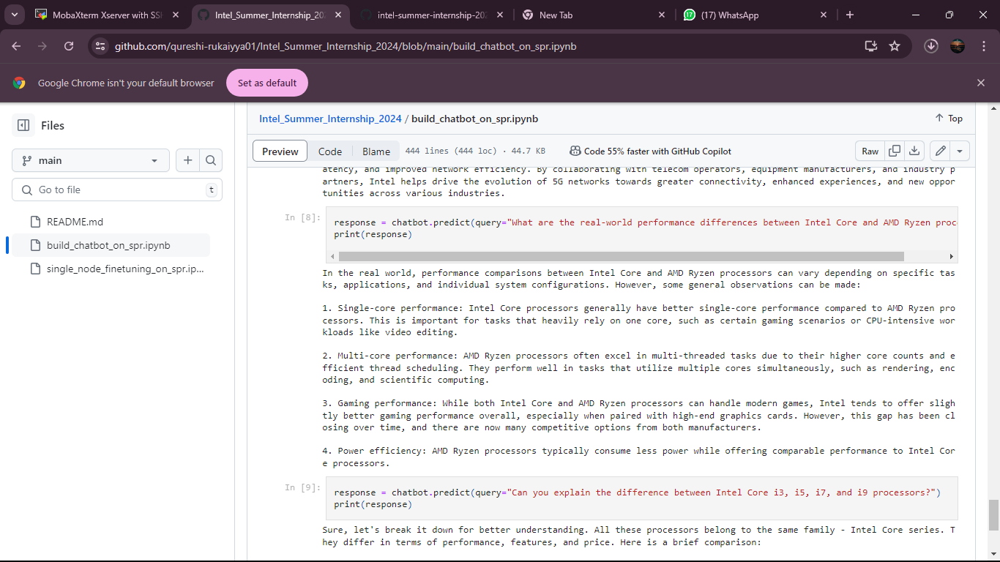 MobaXterm Xserver with SSH
Intel_Summer_Internship_202
intel-summer-internship-202
New Tab
17
(17) WhatsApp
github.com/qureshi-rukaiyya01/Intel_Summer_Internship_2024/blob/main/build_chatbot_on_spr.ipynb
Google Chrome isn't your default browser
Set as default
Files
Intel_Summer_Internship_2024 / build_chatbot_on_spr.ipynb
Top
main
Preview
Code
Blame
444 lines (444 loc) · 44.7 KB
Code 55% faster with GitHub Copilot
Raw
Go to file
t
README.md
build_chatbot_on_spr.ipynb
single_node_finetuning_on_spr.ip...
atency, and improved network efficiency. By collaborating with telecom operators, equipment manufacturers, and industry p
artners, Intel helps drive the evolution of 5G networks towards greater connectivity, enhanced experiences, and new oppor
tunities across various industries.
In [8]:
response = chatbot.predict(query="What are the real-world performance differences between Intel Core and AMD Ryzen proc
print(response)
In the real world, performance comparisons between Intel Core and AMD Ryzen processors can vary depending on specific tas
ks, applications, and individual system configurations. However, some general observations can be made:
1. Single-core performance: Intel Core processors generally have better single-core performance compared to AMD Ryzen pro
cessors. This is important for tasks that heavily rely on one core, such as certain gaming scenarios or CPU-intensive wor
kloads like video editing.
2. Multi-core performance: AMD Ryzen processors often excel in multi-threaded tasks due to their higher core counts and e
fficient thread scheduling. They perform well in tasks that utilize multiple cores simultaneously, such as rendering, enc
oding, and scientific computing.
3. Gaming performance: While both Intel Core and AMD Ryzen processors can handle modern games, Intel tends to offer sligh
tly better gaming performance overall, especially when paired with high-end graphics cards. However, this gap has been cl
osing over time, and there are now many competitive options from both manufacturers.
4. Power efficiency: AMD Ryzen processors typically consume less power while offering comparable performance to Intel Cor
e processors.
In [9]:
response = chatbot.predict(query="Can you explain the difference between Intel Core i3, i5, i7, and i9 processors?")
print(response)
Sure, let's break it down for better understanding. All these processors belong to the same family - Intel Core series. T
hey differ in terms of performance, features, and price. Here is a brief comparison: